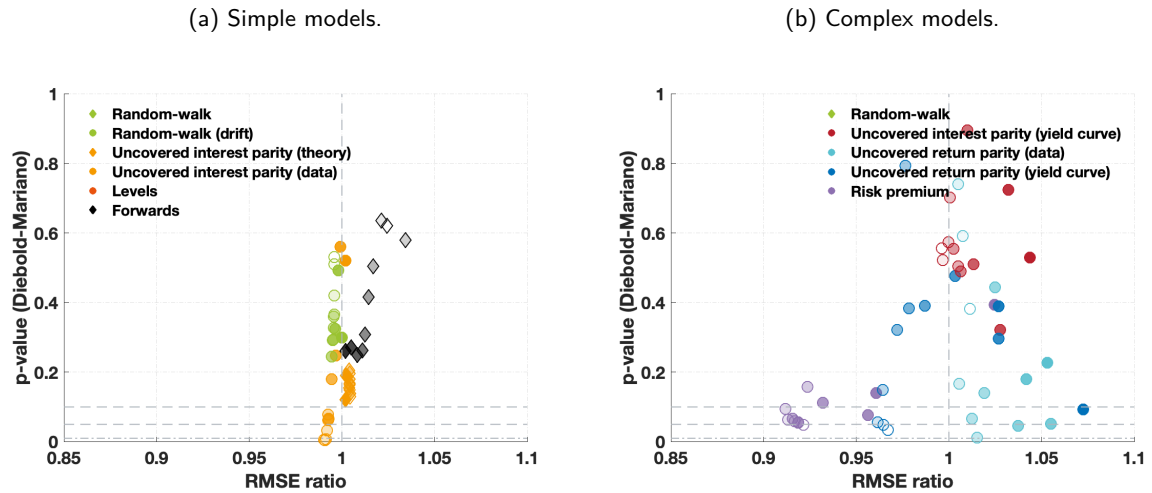 (a) Simple models.
1
0.8
0.6
0.4
0.2
0
p-value (Diebold-Mariano)
Random-walk
Random-walk (drift)
Uncovered interest parity (theory)
Uncovered interest parity (data)
Levels
Forwards
0.85
0.9
0.95
1
1.05
1.1
RMSE ratio
(b) Complex models.
1
0.8
0.6
0.4
0.2
0
p-value (Diebold-Mariano)
Random-walk
Uncovered interest parity (yield curve)
Uncovered return parity (data)
Uncovered return parity (yield curve)
Risk premium
0.85
0.9
0.95
1
1.05
1.1
RMSE ratio